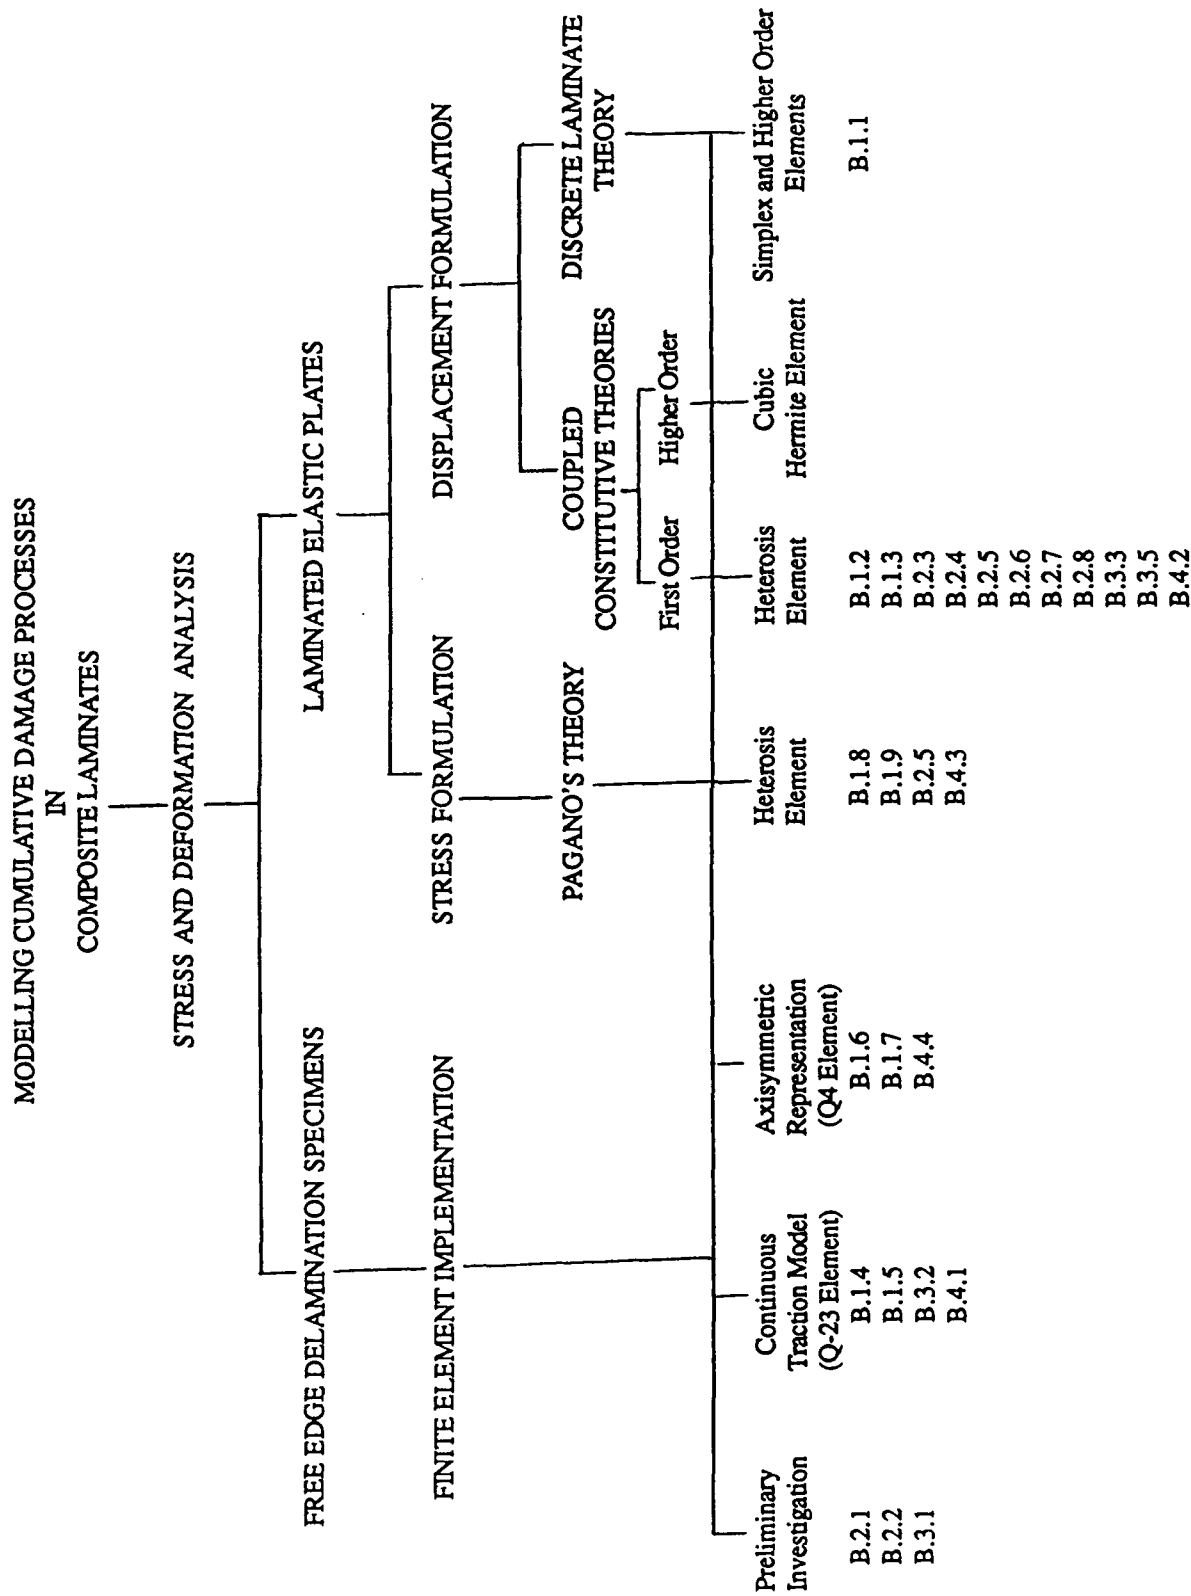 MODELLING CUMULATIVE DAMAGE PROCESSES
IN
COMPOSITE LAMINATES
STRESS AND DEFORMATION ANALYSIS
FREE EDGE DELAMINATION SPECIMENS
LAMINATED ELASTIC PLATES
FINITE ELEMENT IMPLEMENTATION
STRESS FORMULATION
DISPLACEMENT FORMULATION
PAGANO'S THEORY
COUPLED
CONSTITUTIVE THEORIES
DISCRETE LAMINATE
THEORY
First Order
Higher Order
Preliminary
Investigation
B.2.1
B.2.2
B.3.1
Continuous
Traction Model
(Q-23 Element)
B.1.4
B.1.5
B.3.2
B.4.1
Axisymmetric
Representation
(Q4 Element)
B.1.6
B.1.7
B.4.4
Heterosis
Element
B.1.8
B.1.9
B.2.5
B.4.3
Heterosis
Element
B.1.2
B.1.3
B.2.3
B.2.4
B.2.5
B.2.6
B.2.7
B.2.8
B.3.3
B.3.5
B.4.2
Cubic
Hermite Element
Simplex and Higher Order
Elements
B.1.1